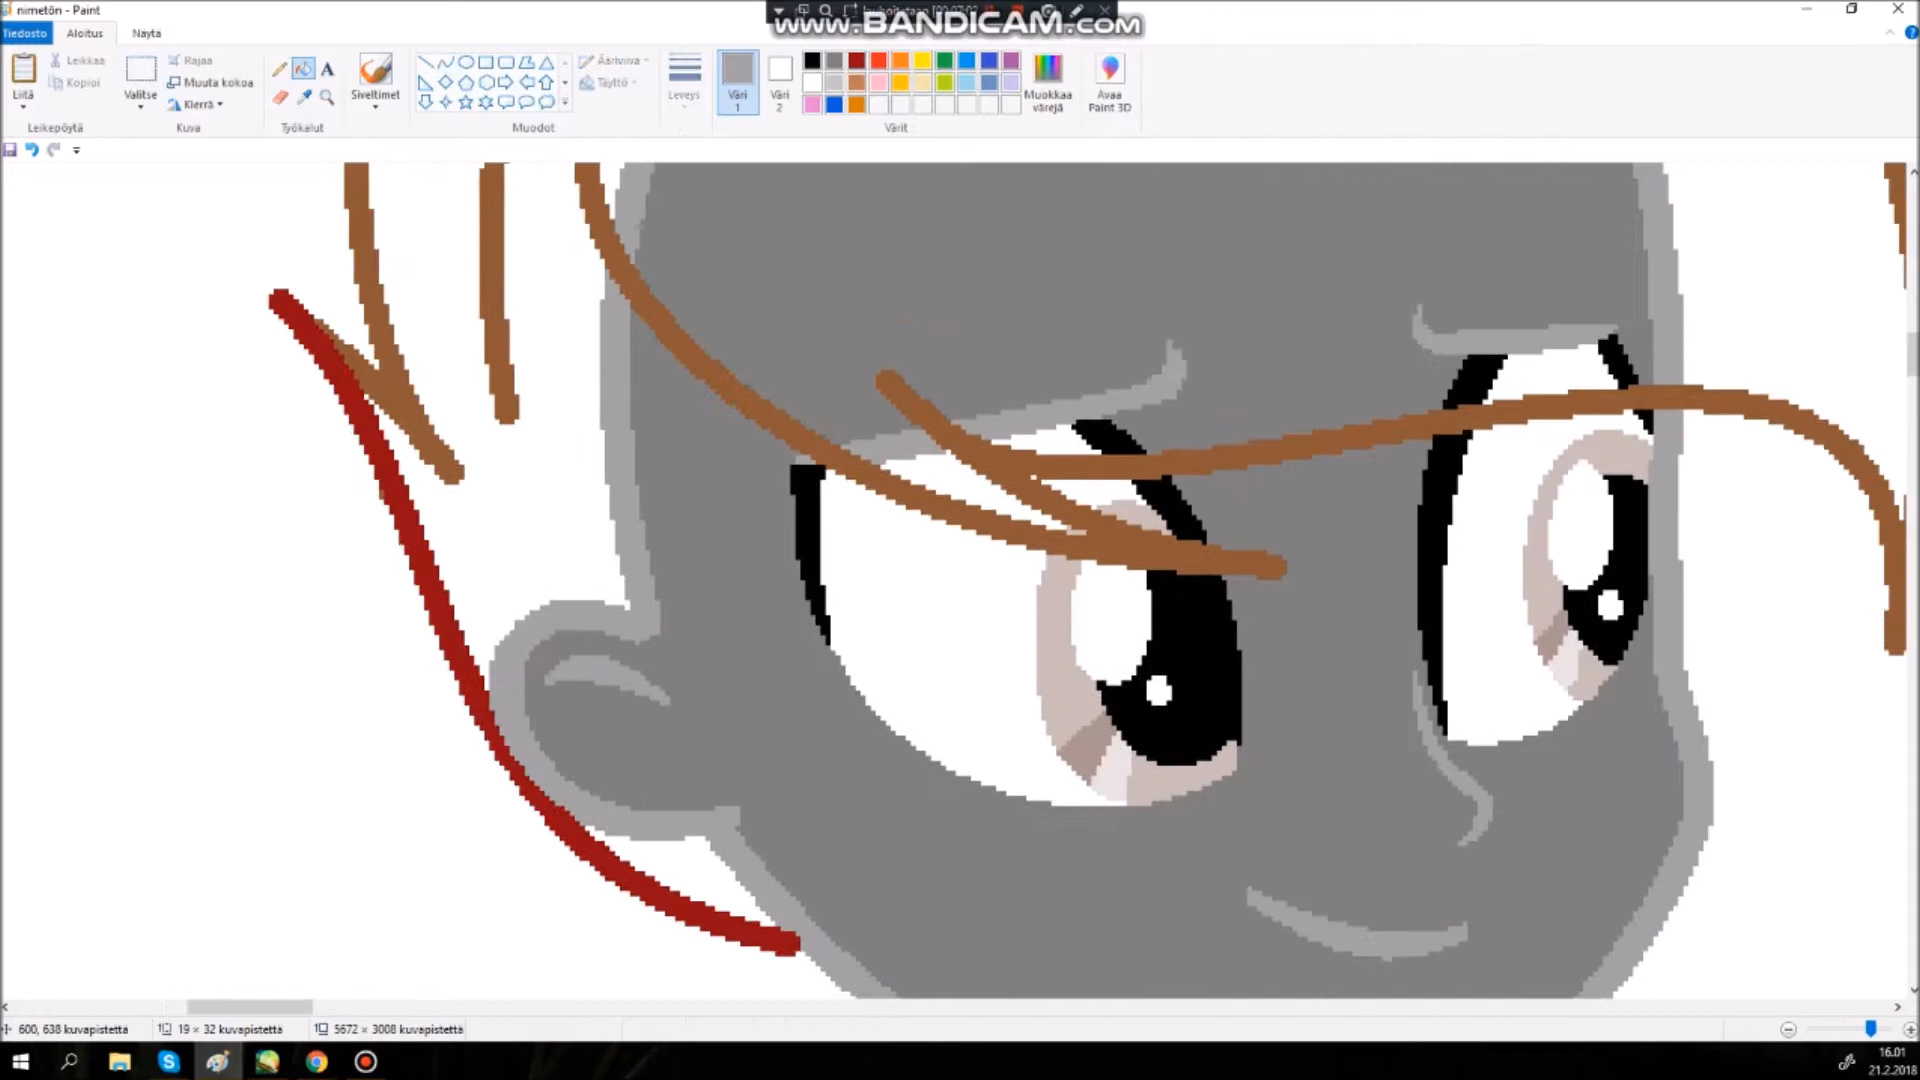 nimetön - Paint
www.BANDICAM.com
Tiedosto
Aloitus
Näytä
Liitä
Leikkaa
Kopioi
Leikepöytä
Valitse
Rajaa
Muuta kokoa
Kierrä
Kuva
A
Työkalut
Siveltimet
Muodot
Ääriviiva
Täyttö
Leveys
Väri
1
Väri
2
Värit
Muokkaa
värejä
Avaa
Paint 3D
600, 638 kuvapistettä
19 × 32 kuvapistettä
5672 × 3008 kuvapistettä
16.01
21.2.2018